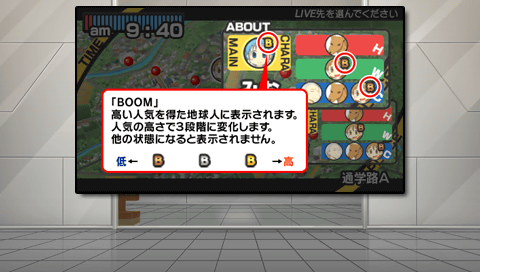 LIVE先を選んでください
ABOUT
am 9:40
TIME
MAIN
CHARA
B
B
B
H
W
C
「BOOM」
高い人気を得た地球人に表示されます。
人気の高さで3段階に変化します。
他の状態になると表示されません。
低← B B B →高
CHARA
B
H
B
通学路A